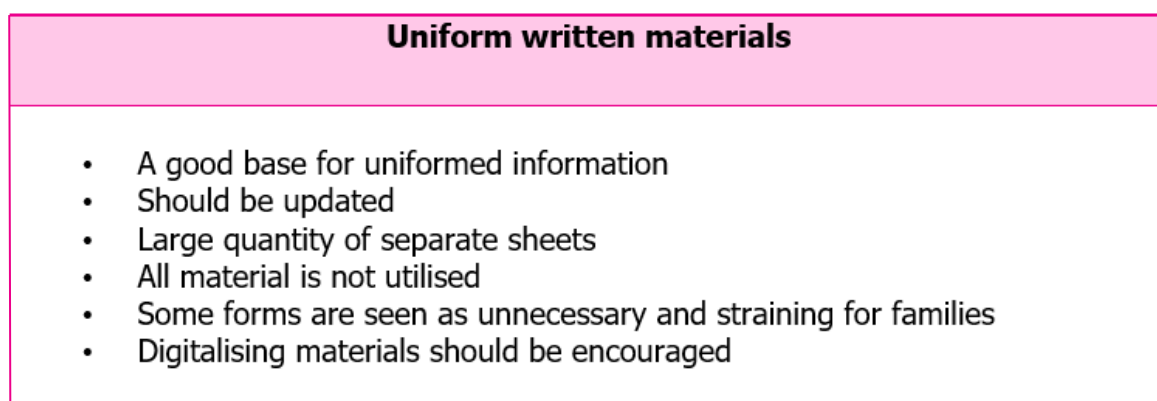 Uniform written materials
• A good base for uniformed information
• Should be updated
• Large quantity of separate sheets
• All material is not utilised
• Some forms are seen as unnecessary and straining for families
• Digitalising materials should be encouraged